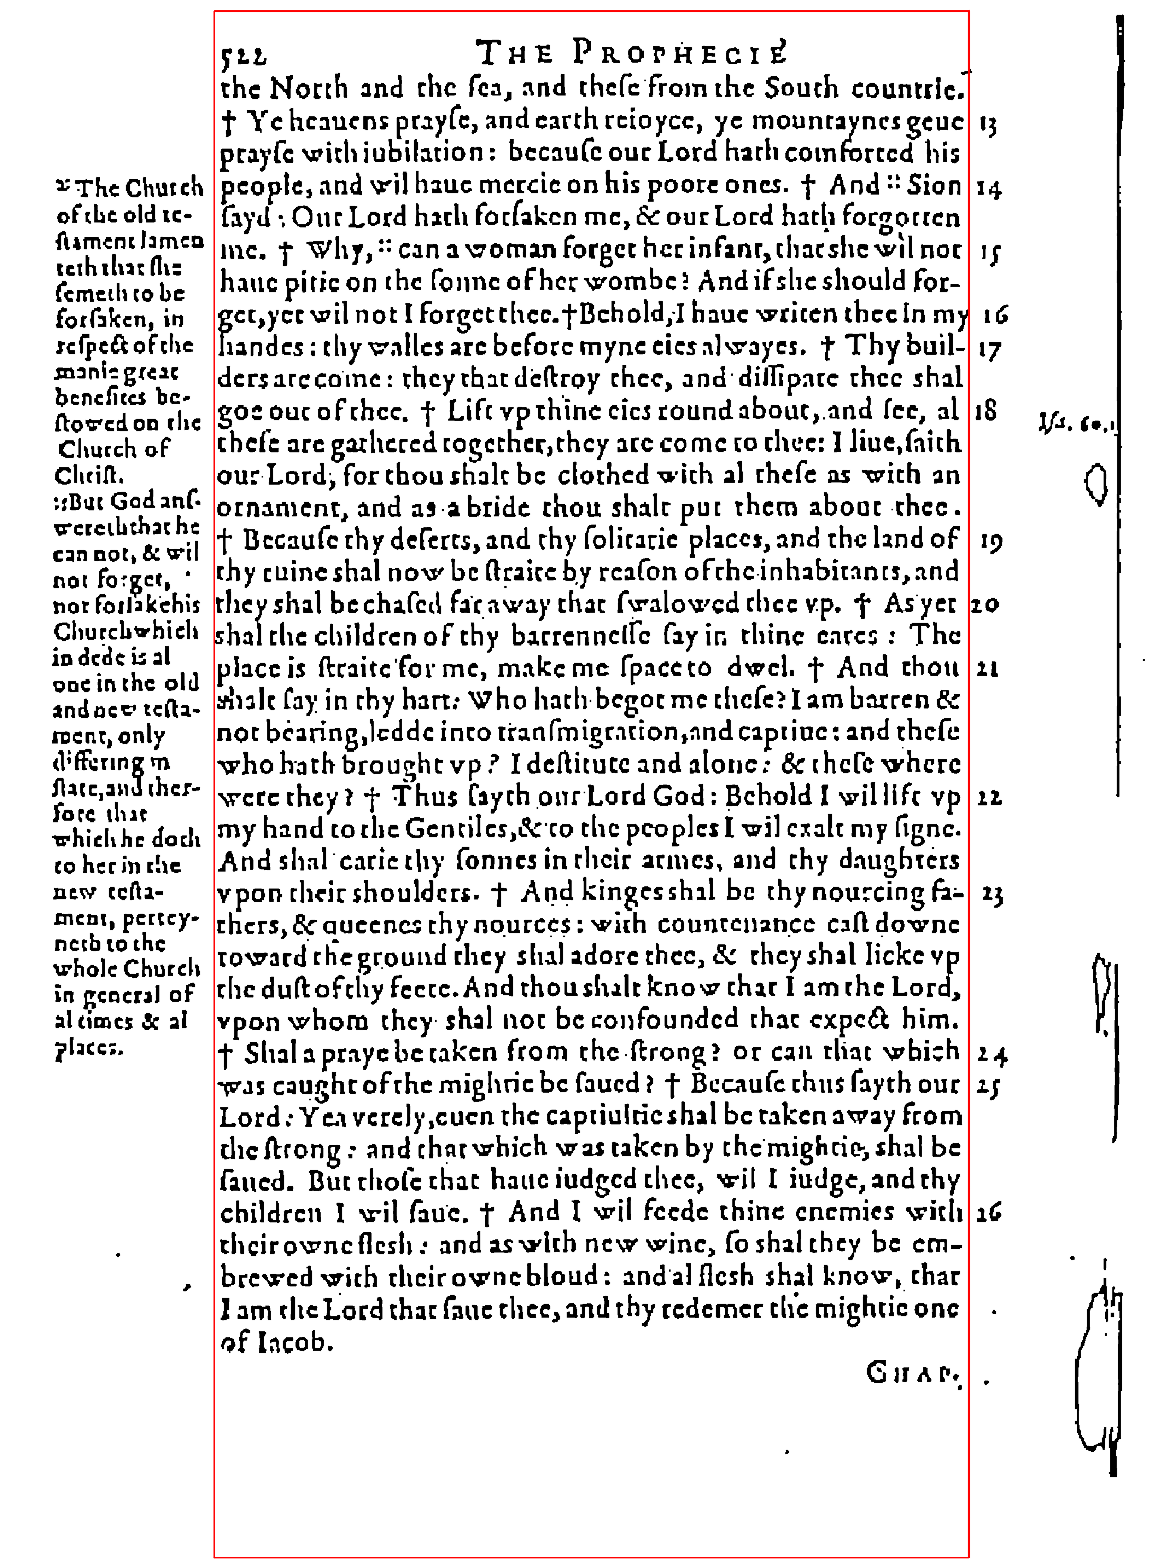 522 THE PROPHECIE
the North and the ſea, and theſe from the South countrie.
† Ye heauens prayſe, and earth reioyce, ye mountaynes geue 13
prayſe with iubilation: becauſe our Lord hath comforted his
people, and wil haue mercie on his poore ones. † And :: Sion 14
ſayd: Our Lord hath forſaken me, & our Lord hath forgotten
me. † Why, :: can a woman forget her infant, that she wil not 15
haue pitie on the ſonne of her wombe? And if she should for-
get, yet wil not I forget thee. † Behold, I haue writen thee in my 16
handes: thy walles are before myne eies alwayes. † Thy buil- 17
ders are come: they that deſtroy thee, and diſſipate thee shal
goe out of thee. † Lift vp thine eies round about, and ſee, al 18
theſe are gathered together, they are come to thee: I liue, ſaith
our Lord, for thou shalt be clothed with al theſe as with an
ornament, and as a bride thou shalt put them about thee.
† Becauſe thy deſerts, and thy ſolitarie places, and the land of 19
thy ruine shal now be ſtraite by reaſon of the inhabitants, and
they shal be chaſed far away that ſwalowed thee vp. † As yet 20
shal the children of thy barrenneſſe ſay in thine eares: The
place is ſtraite for me, make me ſpace to dwel. † And thou 21
shalt ſay in thy hart: Who hath begot me theſe? I am barren &
not bearing, ledde into tranſmigration, and captiue: and theſe
who hath brought vp? I deſtitute and alone: & theſe where
were they? † Thus ſayth our Lord God: Behold I wil lift vp 22
my hand to the Gentiles, & to the peoples I wil exalt my ſigne.
And shal carie thy ſonnes in their armes, and thy daughters
vpon their shoulders. † And kinges shal be thy nourcing fa- 23
thers, & queenes thy nources: with countenance caſt downe
toward the ground they shal adore thee, & they shal licke vp
the duſt of thy feete. And thou shalt know that I am the Lord,
vpon whom they shal not be confounded that expect him.
† Shal a praye be taken from the ſtrong? or can that which 24
was caught of the mightie be ſaued? † Becauſe thus ſayth our 25
Lord: Yea verely, euen the captiuitie shal be taken away from
the ſtrong: and that which was taken by the mightie, shal be
ſaued. But thoſe that haue iudged thee, wil I iudge, and thy
children I wil ſaue. † And I wil feede thine enemies with 26
their owne flesh: and as with new wine, ſo shal they be em-
brewed with their owne bloud: and al flesh shal know, that
I am the Lord that ſaue thee, and thy redemer the mightie one
of Iacob.
CHAP.
:: The Church
of the old te-
ſtament lamen
teth that ſhe
ſemeth to be
forſaken, in
reſpect of the
manie great
benefites be-
ſtowed on the
Church of
Chriſt.
:: But God anſ-
wereth that he
can not, & wil
not forget,
nor forſake his
Church which
in dede is al
one in the old
and new teſta-
ment, only
differing in
ſtate, and ther-
fore that
which he doth
to her in the
new teſta-
ment, pertey-
neth to the
whole Church
in general of
al times & al
places.
Iſa. 60.